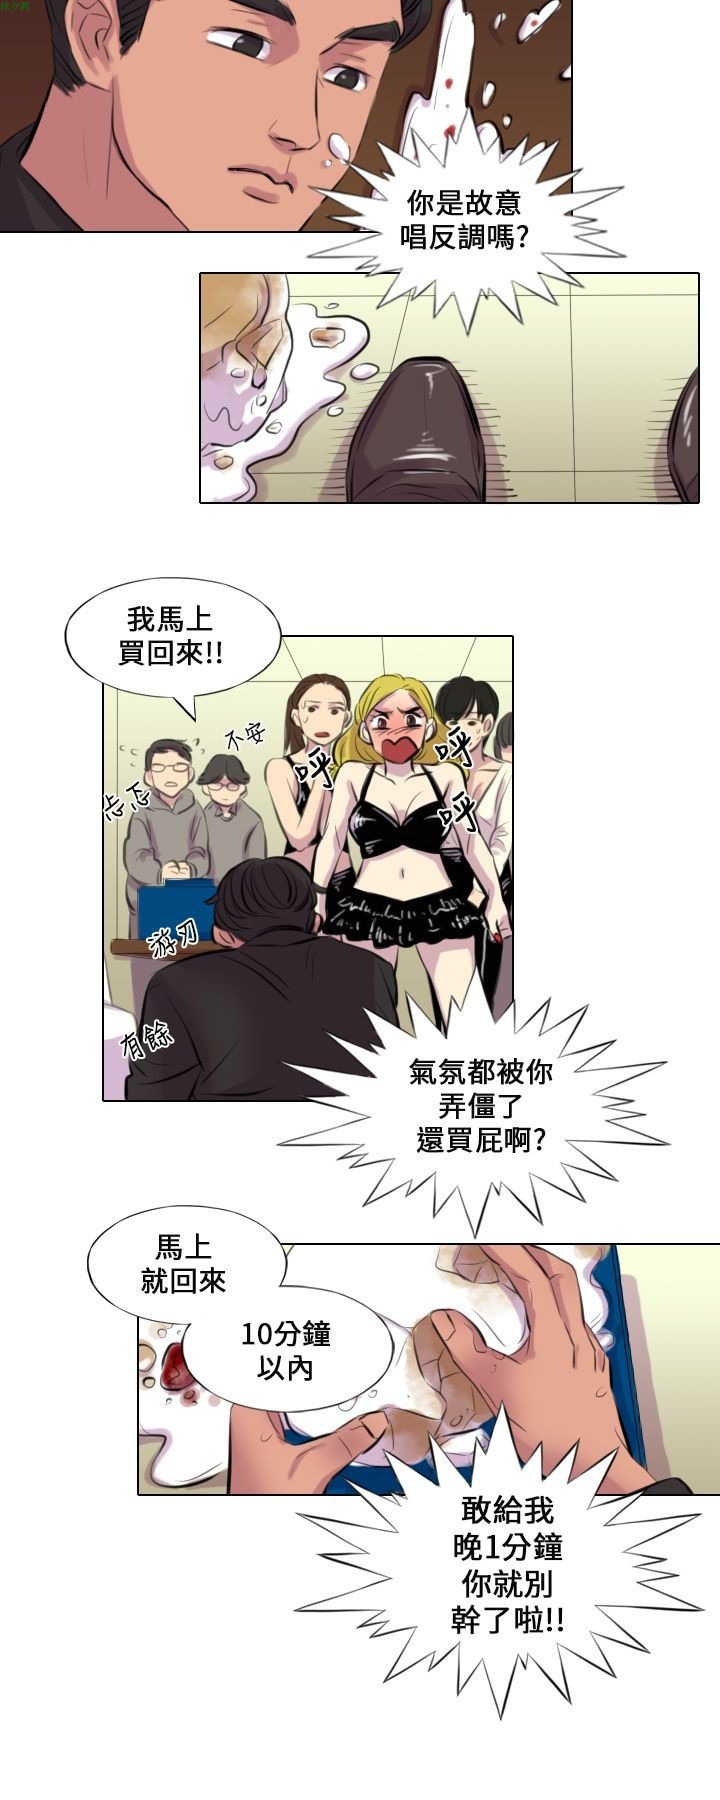 林夕茜
你是故意
唱反調嗎?
我馬上
買回來!!
不安
呼
呼
呼
忐忑
游刃
有餘
氣氛都被你
弄僵了
還買屁啊?
馬上
就回來
10分鐘
以內
敢給我
晚1分鐘
你就別
幹了啦!!